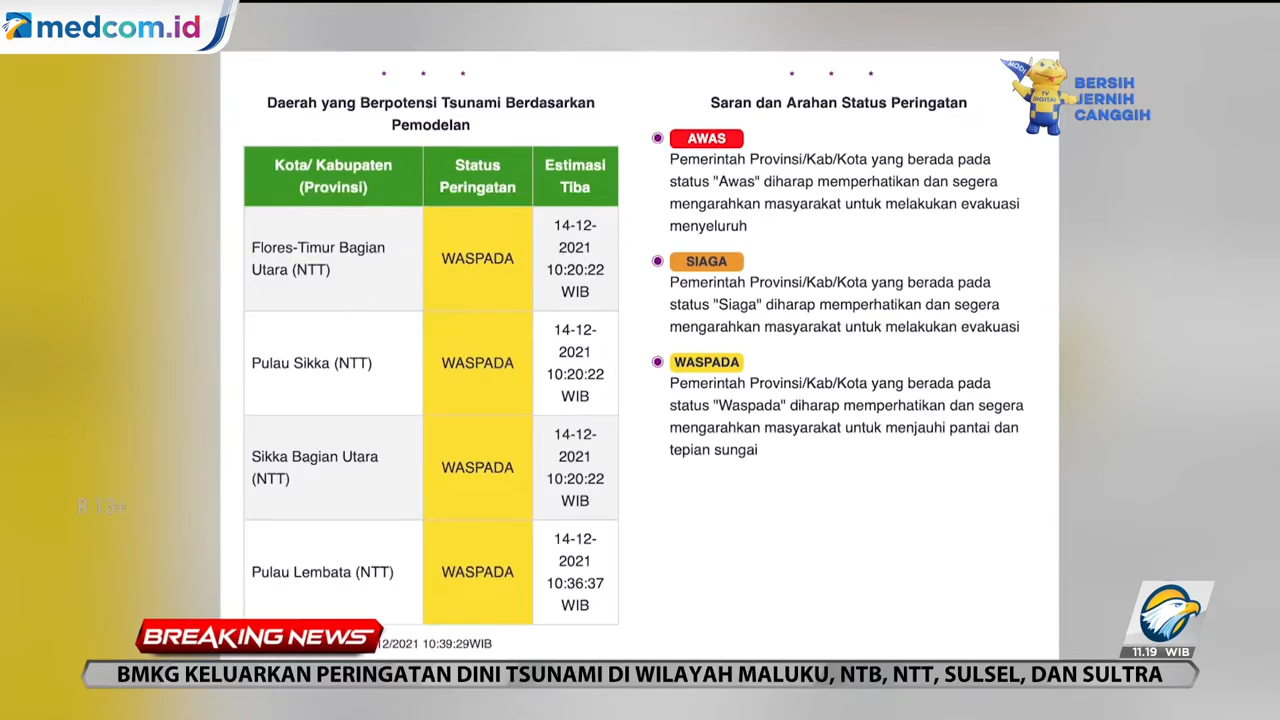 medcom.id
Daerah yang Berpotensi Tsunami Berdasarkan
Pemodelan
Kota/ Kabupaten
(Provinsi)
Status
Peringatan
Estimasi
Tiba
Flores-Timur Bagian
Utara (NTT)
WASPADA
14-12-
2021
10:20:22
WIB
Pulau Sikka (NTT)
WASPADA
14-12-
2021
10:20:22
WIB
Sikka Bagian Utara
(NTT)
WASPADA
14-12-
2021
10:20:22
WIB
Pulau Lembata (NTT)
WASPADA
14-12-
2021
10:36:37
WIB
12/2021 10:39:29WIB
Saran dan Arahan Status Peringatan
AWAS
Pemerintah Provinsi/Kab/Kota yang berada pada
status "Awas" diharap memperhatikan dan segera
mengarahkan masyarakat untuk melakukan evakuasi
menyeluruh
SIAGA
Pemerintah Provinsi/Kab/Kota yang berada pada
status "Siaga" diharap memperhatikan dan segera
mengarahkan masyarakat untuk melakukan evakuasi
WASPADA
Pemerintah Provinsi/Kab/Kota yang berada pada
status "Waspada" diharap memperhatikan dan segera
mengarahkan masyarakat untuk menjauhi pantai dan
tepian sungai
MODI
TV
DIGITAL
BERSIH
JERNIH
CANGGIH
R 13+
BREAKING NEWS
11.19 WIB
BMKG KELUARKAN PERINGATAN DINI TSUNAMI DI WILAYAH MALUKU, NTB, NTT, SULSEL, DAN SULTRA